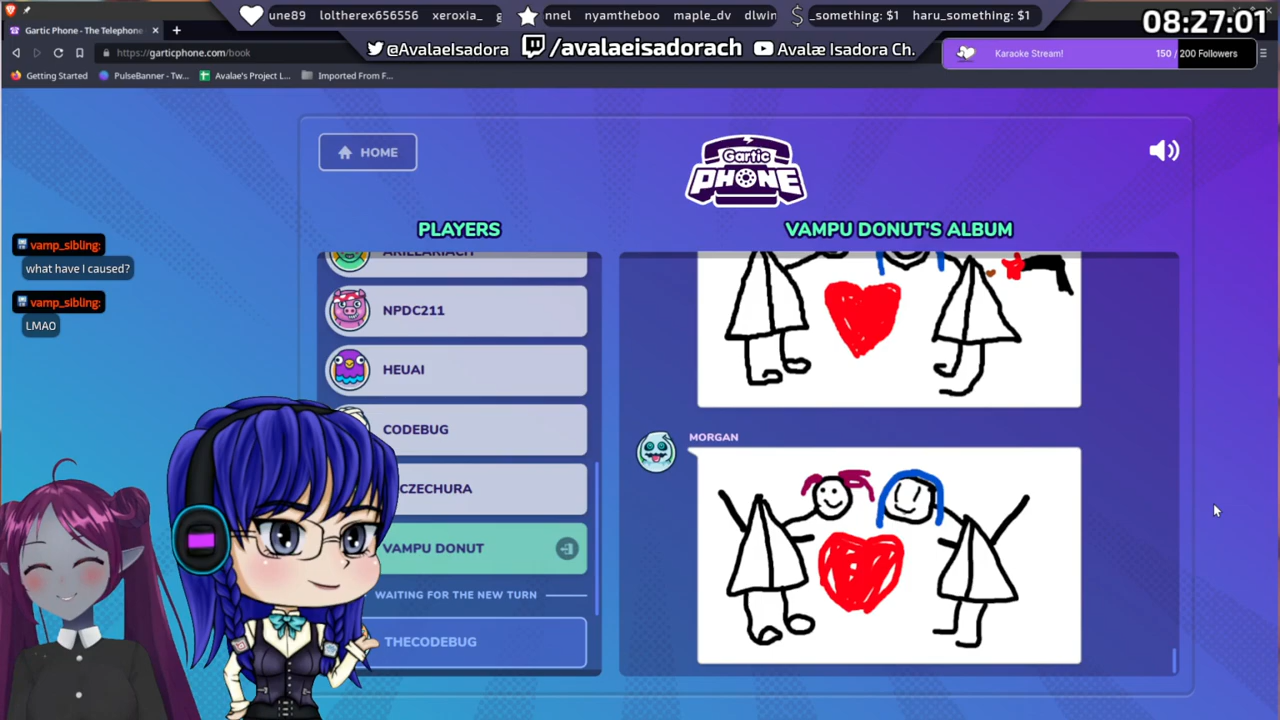 Gartic Phone - The Telephone
une89 loltherex656556 xeroxia_ g
nnel nyamtheboo maple_dv dlwin
_something: $1 haru_something: $1
08:27:01
https://garticphone.com/book
@AvalaeIsadora /avalaeisadorach Avalæ Isadora Ch.
Karaoke Stream! 150 / 200 Followers
Getting Started PulseBanner - Tw... Avalae's Project L... Imported From F...
HOME
Gartic
PHONE
PLAYERS
VAMPU DONUT'S ALBUM
vamp_sibling:
what have I caused?
vamp_sibling:
LMAO
ARILLARIACH
NPDC211
HEUAI
CODEBUG
CZECHURA
VAMPU DONUT
WAITING FOR THE NEW TURN
THECODEBUG
MORGAN